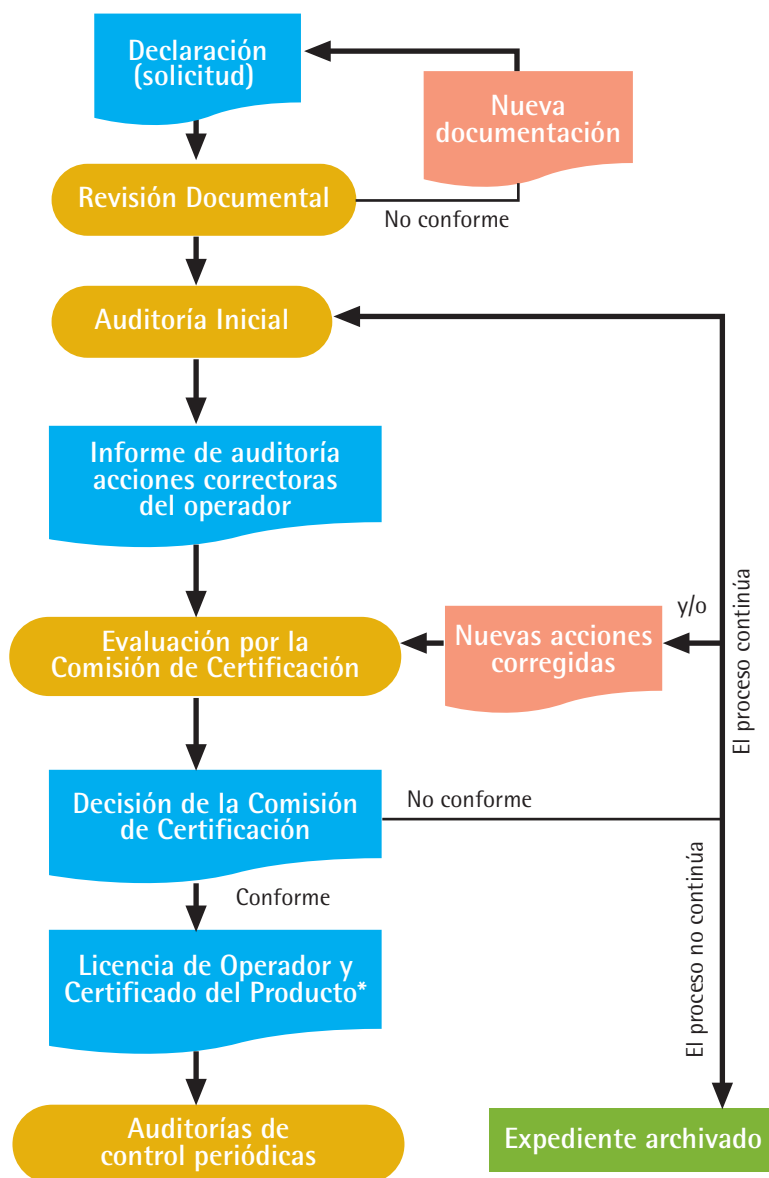 Declaración
(solicitud)
Nueva
documentación
Revisión Documental
No conforme
Auditoría Inicial
Informe de auditoría
acciones correctoras
del operador
Evaluación por la
Comisión de Certificación
y/o
Nuevas acciones
corregidas
El proceso continúa
Decisión de la Comisión
de Certificación
No conforme
Conforme
El proceso no continúa
Licencia de Operador y
Certificado del Producto*
Auditorías de
control periódicas
Expediente archivado